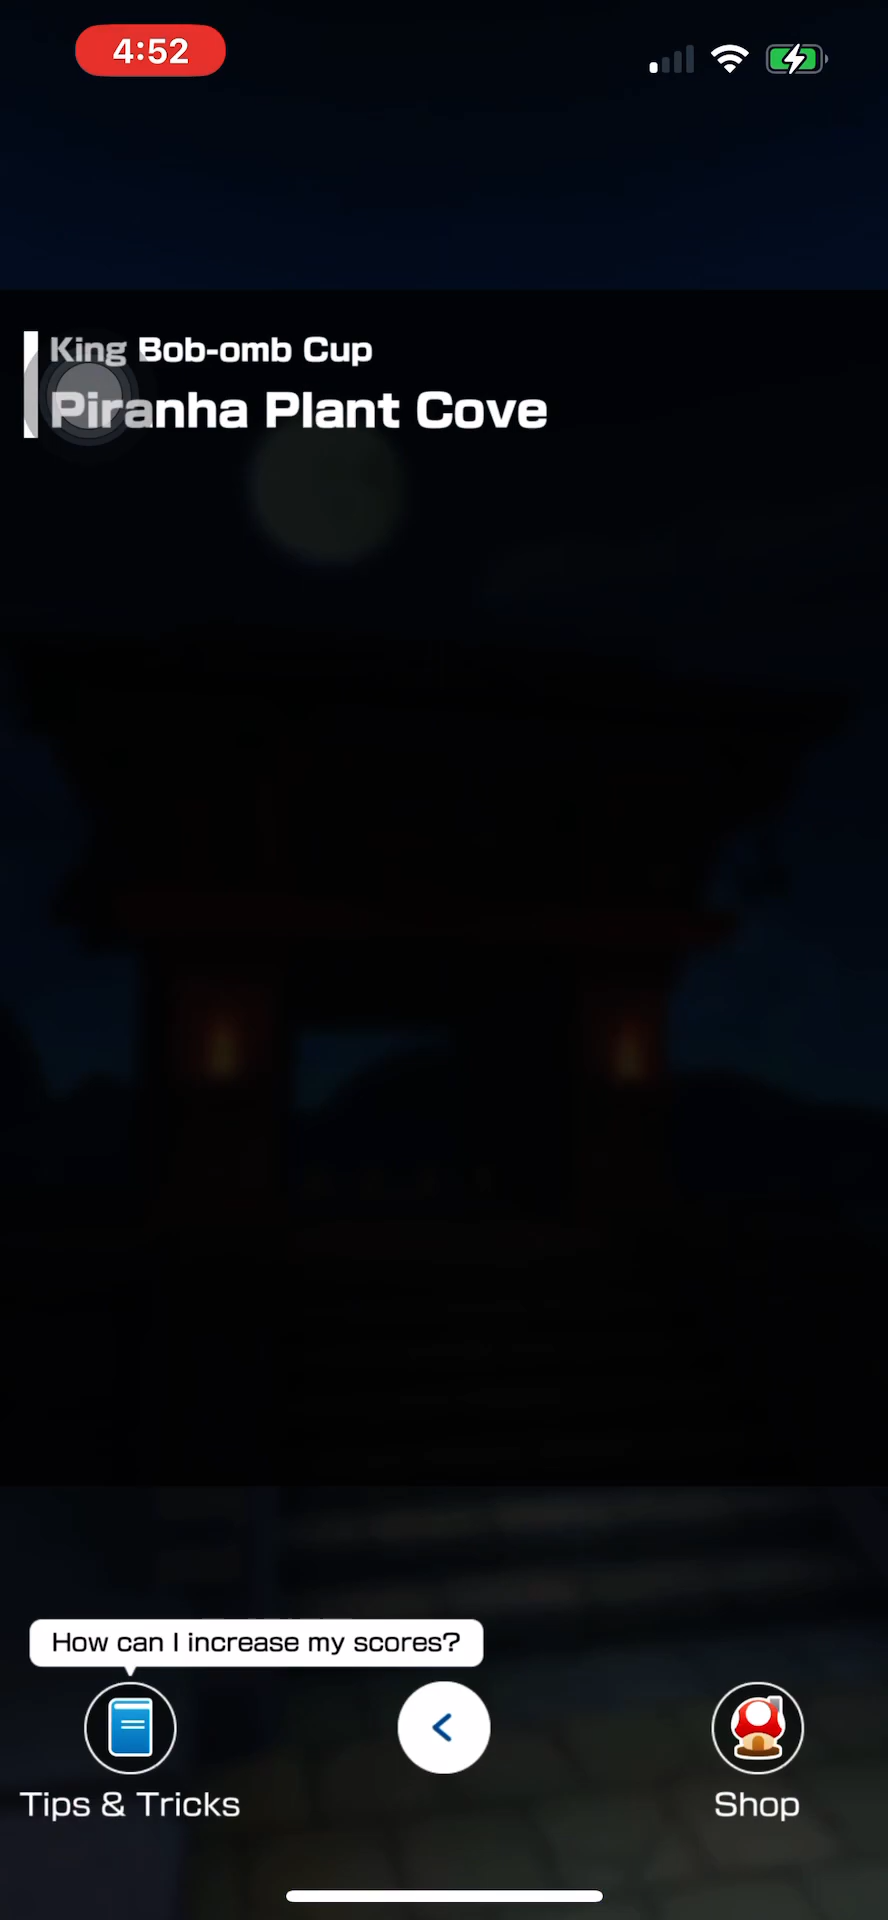 4:52
King Bob-omb Cup
Piranha Plant Cove
How can I increase my scores?
Tips & Tricks
Shop